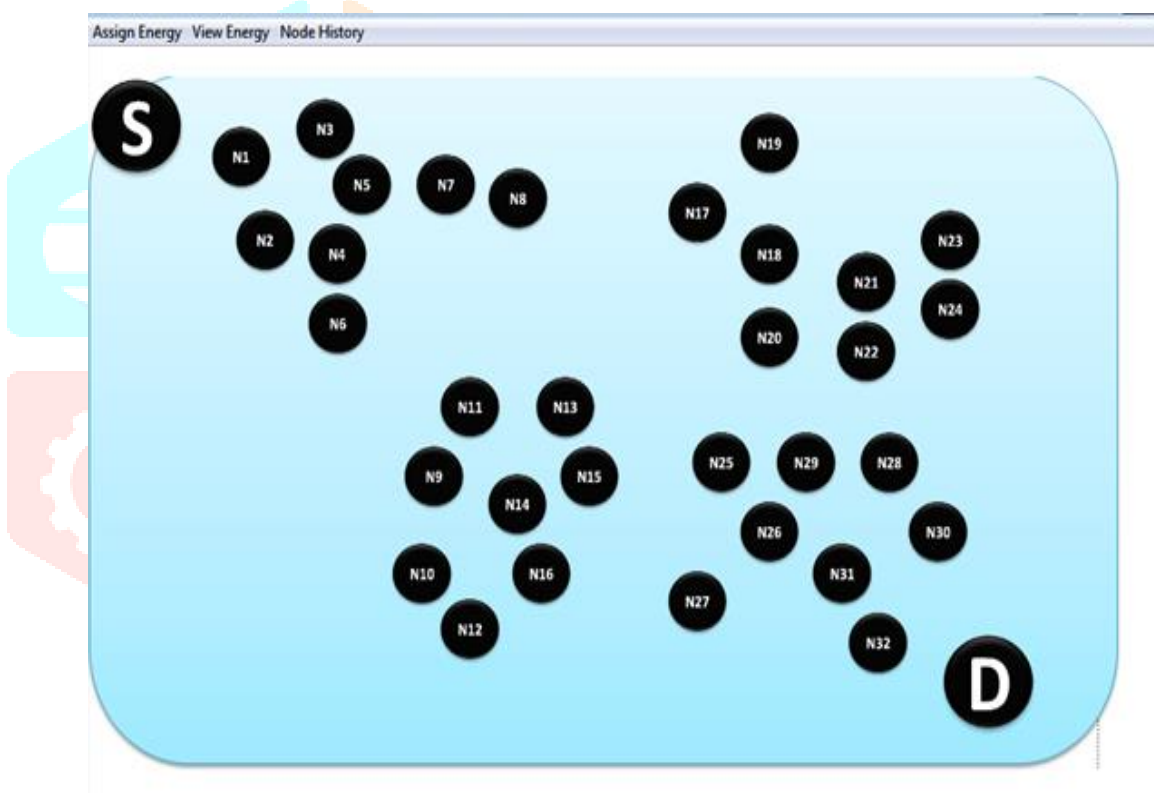 Assign Energy View Energy Node History
S
N3
N1
N19
N5
N7
N8
N17
N2
N4
N18
N23
N21
N24
N6
N20
N22
N11
N13
N9
N15
N14
N25
N29
N28
N26
N30
N10
N16
N31
N27
N12
N32
D